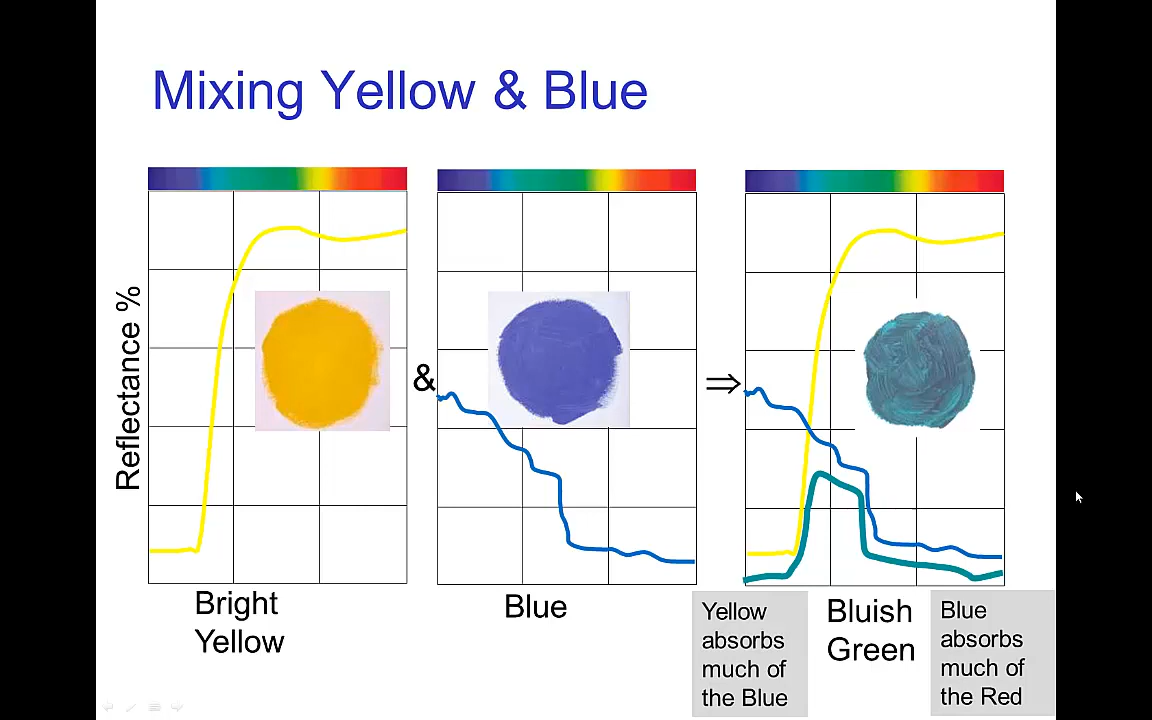 Mixing Yellow & Blue
Reflectance %
&
⇒
Bright
Yellow
Blue
Yellow
absorbs
much of
the Blue
Bluish
Green
Blue
absorbs
much of
the Red